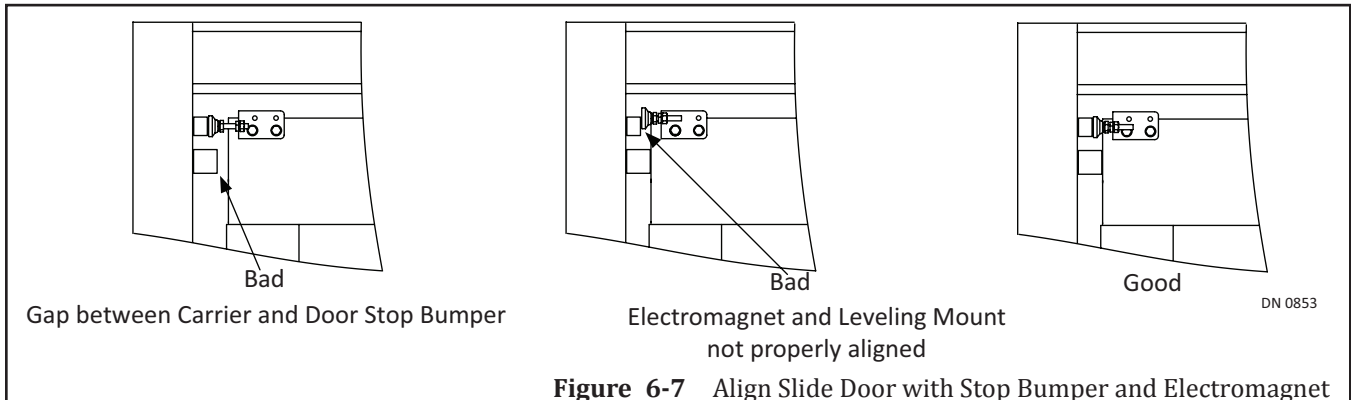 Bad
Gap between Carrier and Door Stop Bumper
Bad
Electromagnet and Leveling Mount
not properly aligned
Good
DN 0853
Figure 6-7 Align Slide Door with Stop Bumper and Electromagnet